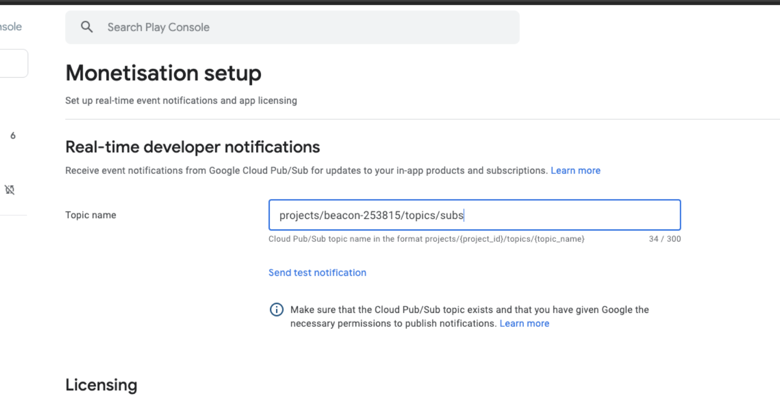 Search Play Console
Monetisation setup
Set up real-time event notifications and app licensing
6
Real-time developer notifications
Receive event notifications from Google Cloud Pub/Sub for updates to your in-app products and subscriptions. Learn more
Topic name
projects/beacon-253815/topics/subs
Cloud Pub/Sub topic name in the format projects/{project_id}/topics/{topic_name}
34 / 300
Send test notification
Make sure that the Cloud Pub/Sub topic exists and that you have given Google the
necessary permissions to publish notifications. Learn more
Licensing